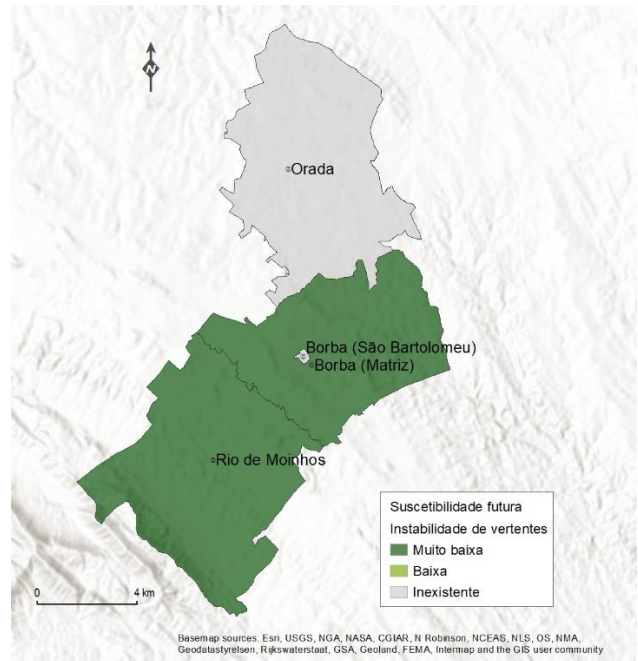 N
Orada
Borba (São Bartolomeu)
Borba (Matriz)
Rio de Moinhos
Suscetibilidade futura
Instabilidade de vertentes
Muito baixa
Baixa
Inexistente
0 4 km
Basemap sources: Esri, USGS, NGA, NASA, CGIAR, N Robinson, NCEAS, NLS, OS, NMA,
Geodatastyrelsen, Rijkswaterstaat, GSA, Geoland, FEMA, Intermap and the GIS user community